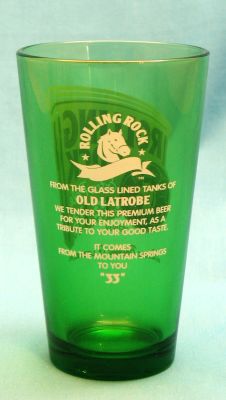 ★ ROLLING ROCK ★
FROM THE GLASS LINED TANKS OF
OLD LATROBE
WE TENDER THIS PREMIUM BEER
FOR YOUR ENJOYMENT, AS A
TRIBUTE TO YOUR GOOD TASTE.
IT COMES
FROM THE MOUNTAIN SPRINGS
TO YOU
"33"